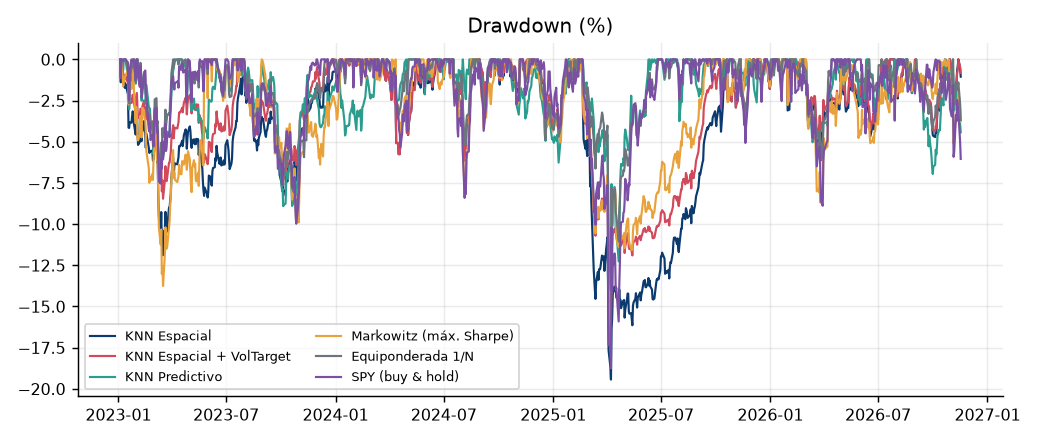 Drawdown (%)
0.0
−2.5
−5.0
−7.5
−10.0
−12.5
−15.0
−17.5
−20.0
KNN Espacial
KNN Espacial + VolTarget
KNN Predictivo
Markowitz (máx. Sharpe)
Equiponderada 1/N
SPY (buy & hold)
2023-01 2023-07 2024-01 2024-07 2025-01 2025-07 2026-01 2026-07 2027-01